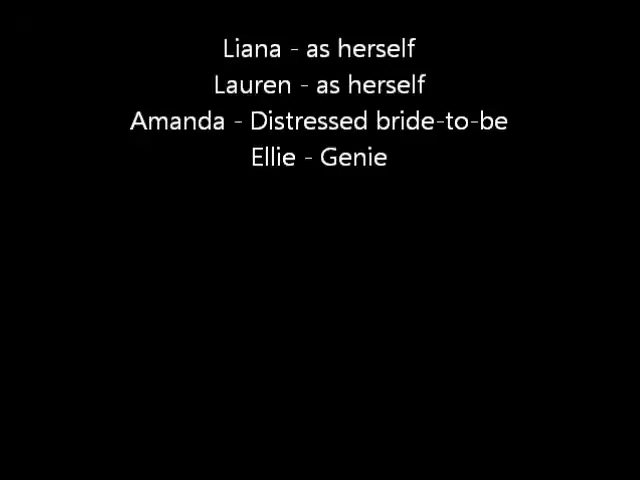 Liana - as herself
Lauren - as herself
Amanda - Distressed bride-to-be
Ellie - Genie